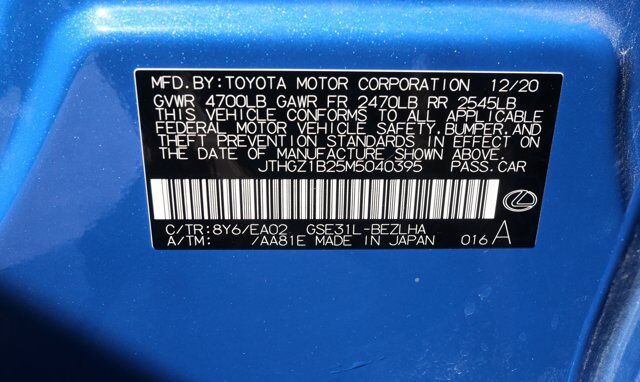 MFD. BY: TOYOTA MOTOR CORPORATION 12/20
GVWR 4700LB GAWR FR 2470LB RR 2545LB
THIS VEHICLE CONFORMS TO ALL APPLICABLE
FEDERAL MOTOR VEHICLE SAFETY, BUMPER, AND
THEFT PREVENTION STANDARDS IN EFFECT ON
THE DATE OF MANUFACTURE SHOWN ABOVE.
JTHGZ1B25M5040395 PASS. CAR
C/TR: 8Y6/EA02 GSE31L-BEZLHA
A/TM: /AA81E MADE IN JAPAN 016 A